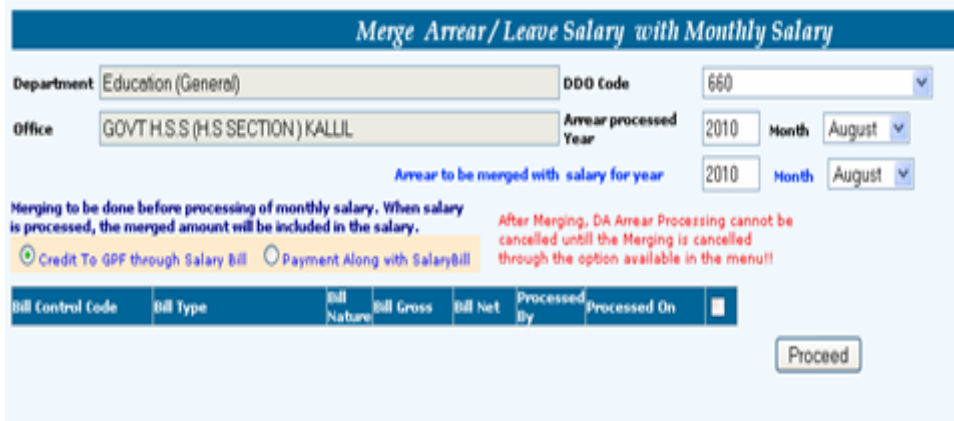 Merge Arrear / Leave Salary with Monthly Salary
Department Education (General) DDO Code 660
Office GOVT H.S.S (H.S SECTION ) KALLIL Arrear processed Year 2010 Month August
Arrear to be merged with salary for year 2010 Month August
Merging to be done before processing of monthly salary. When salary
is processed, the merged amount will be included in the salary.
After Merging, DA Arrear Processing cannot be
cancelled untill the Merging is cancelled
through the option available in the menu!!
Credit To GPF through Salary Bill Payment Along with SalaryBill
Bill Control Code Bill Type Bill Nature Bill Gross Bill Net Processed By Processed On
Proceed